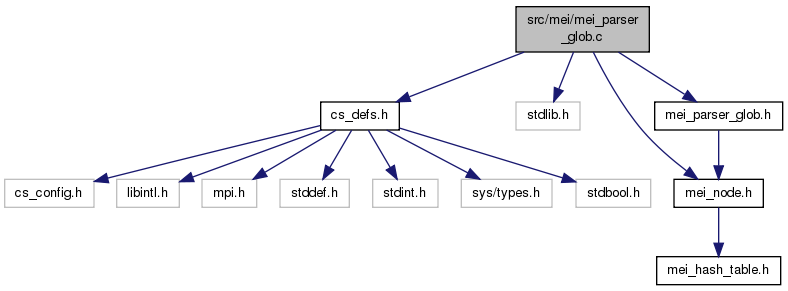 src/mei/mei_parser
_glob.c
cs_defs.h
stdlib.h
mei_parser_glob.h
cs_config.h
libintl.h
mpi.h
stddef.h
stdint.h
sys/types.h
stdbool.h
mei_node.h
mei_hash_table.h